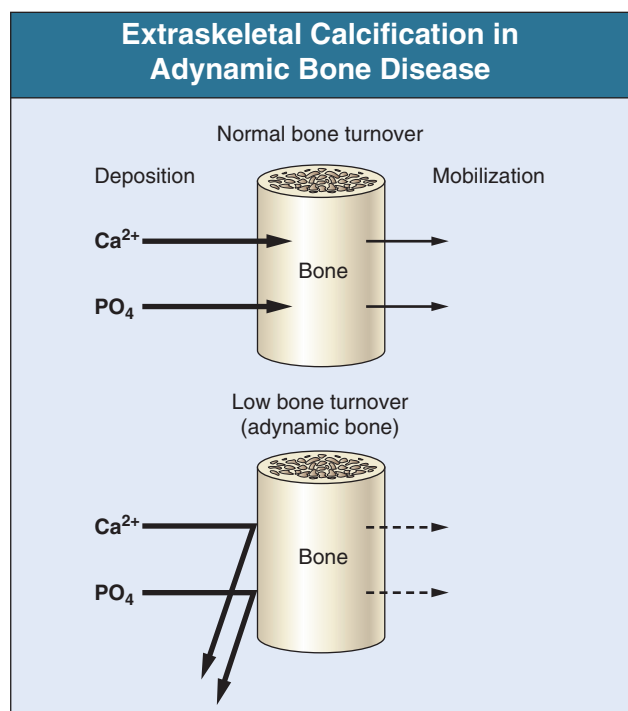 Extraskeletal Calcification in
Adynamic Bone Disease
Normal bone turnover
Deposition
Mobilization
Ca²⁺
Bone
PO₄
Low bone turnover
(adynamic bone)
Ca²⁺
Bone
PO₄